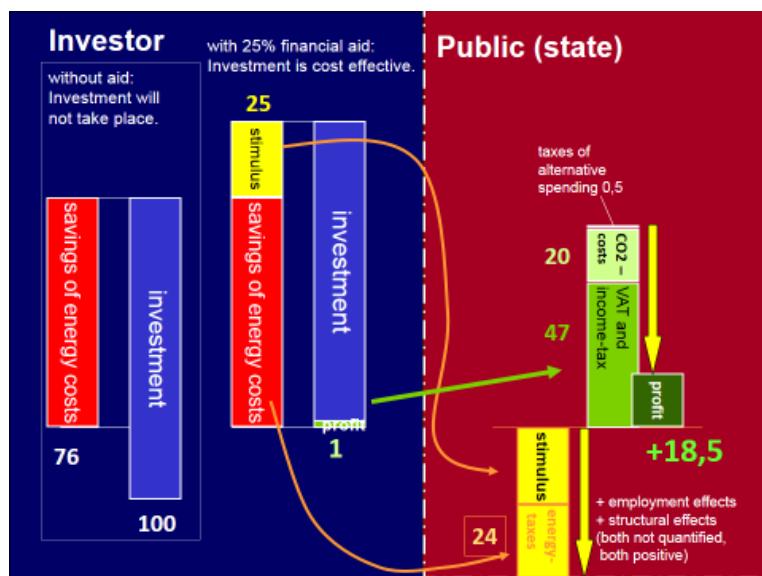 Investor
without aid:
Investment will
not take place.
with 25% financial aid:
Investment is cost effective.
Public (state)
25
stimulus
savings of energy costs
investment
savings of energy costs
investment
profit
76
100
1
taxes of
alternative
spending 0,5
20
CO2 –
costs
47
VAT and
income-tax
profit
+18,5
stimulus
energy-
taxes
24
+ employment effects
+ structural effects
(both not quantified,
both positive)